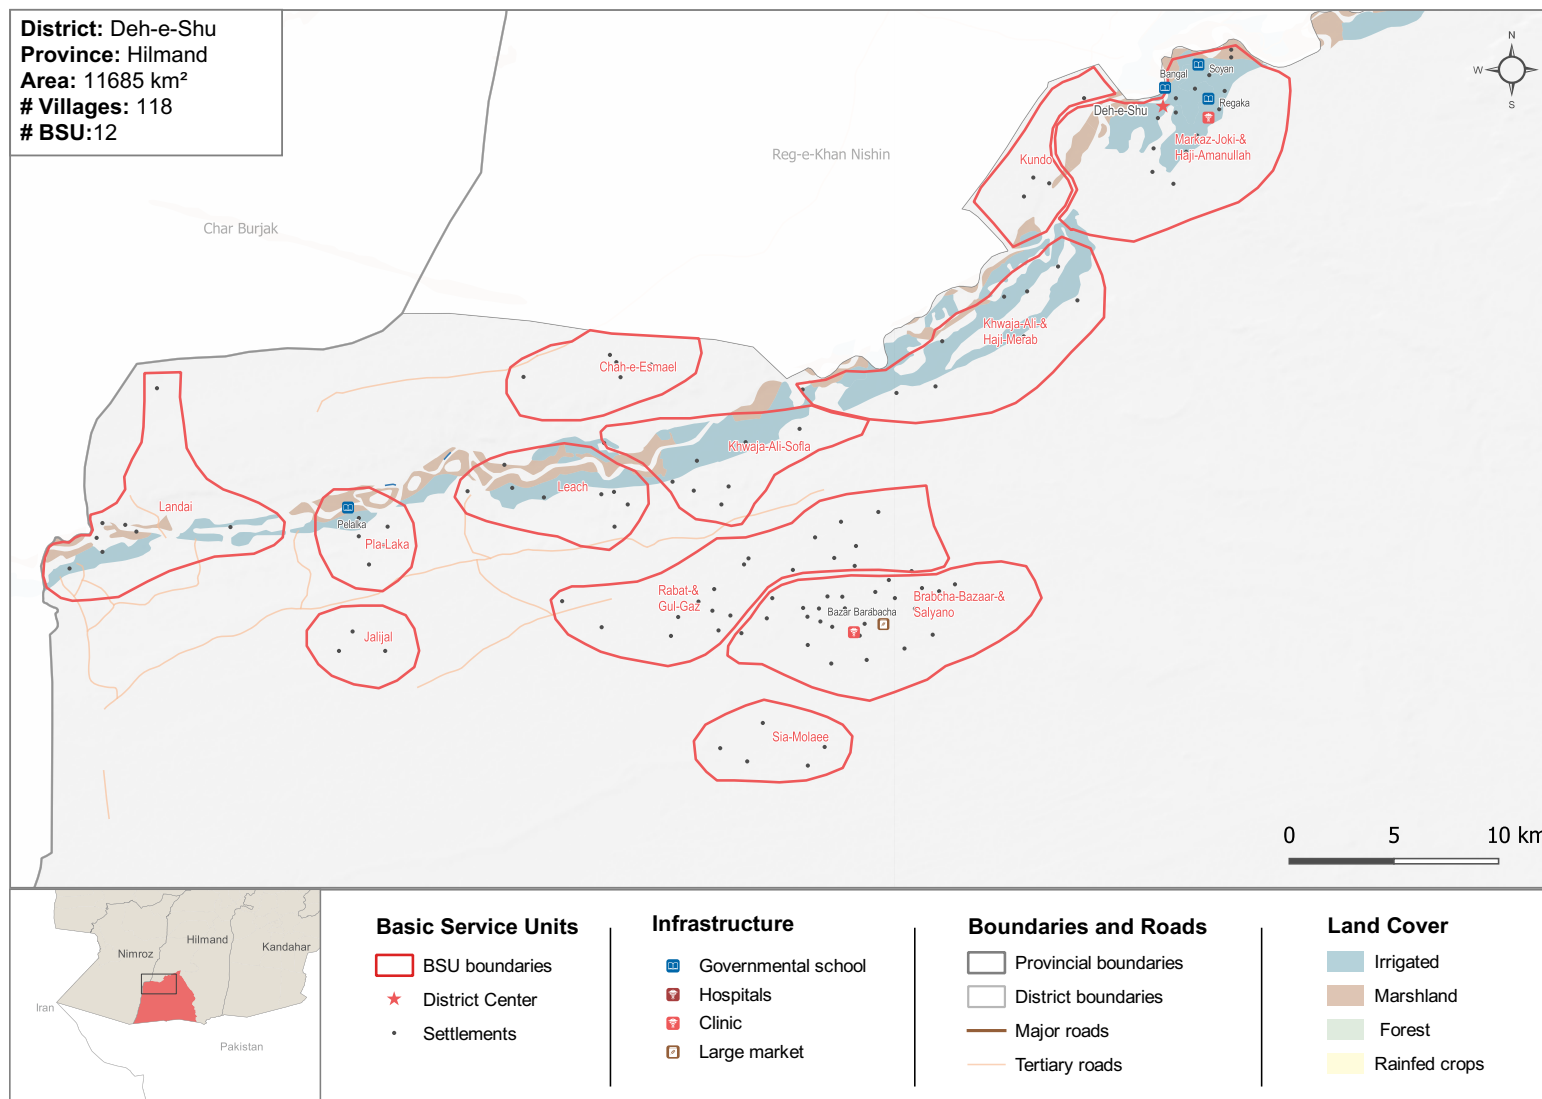 District: Deh-e-Shu
Province: Hilmand
Area: 11685 km²
# Villages: 118
# BSU:12
N
W
S
Bangal
Soyan
Regaka
Deh-e-Shu
Markaz-Joki-&
Haji-Amanullah
Kundo
Reg-e-Khan Nishin
Char Burjak
Khwaja-Ali-&
Haji-Merab
Chah-e-Esmael
Khwaja-Ali-Sofla
Leach
Landai
Pelalka
Pla-Laka
Rabat-&
Gul-Gaz
Brabcha-Bazaar-&
Salyano
Bazar Barabacha
Jalijal
Sia-Molaee
0 5 10 km
Nimroz
Hilmand
Kandahar
Iran
Pakistan
Basic Service Units
BSU boundaries
District Center
Settlements
Infrastructure
Governmental school
Hospitals
Clinic
Large market
Boundaries and Roads
Provincial boundaries
District boundaries
Major roads
Tertiary roads
Land Cover
Irrigated
Marshland
Forest
Rainfed crops